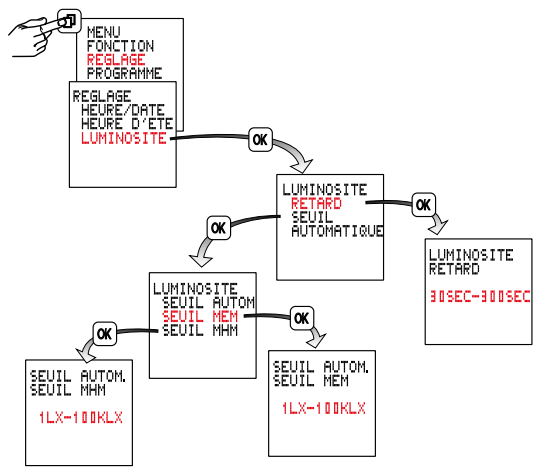 MENU
FONCTION
REGLAGE
PROGRAMME
REGLAGE
HEURE/DATE
HEURE D'ETE
LUMINOSITE
OK
LUMINOSITE
RETARD
SEUIL
AUTOMATIQUE
OK
OK
LUMINOSITE
RETARD
30SEC-300SEC
LUMINOSITE
SEUIL AUTOM
SEUIL MEM
SEUIL MHM
OK
OK
SEUIL AUTOM.
SEUIL MHM
1LX-100KLX
SEUIL AUTOM.
SEUIL MEM
1LX-100KLX